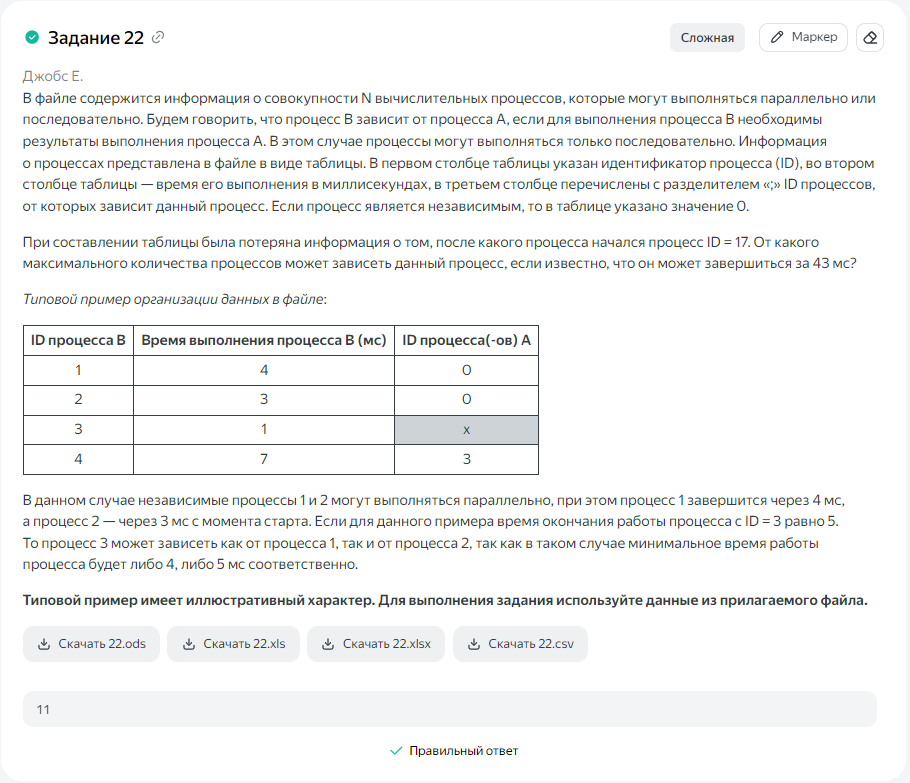 Задание 22
Сложная
Маркер
Джобс Е.
В файле содержится информация о совокупности N вычислительных процессов, которые могут выполняться параллельно или
последовательно. Будем говорить, что процесс B зависит от процесса A, если для выполнения процесса B необходимы
результаты выполнения процесса A. В этом случае процессы могут выполняться только последовательно. Информация
о процессах представлена в файле в виде таблицы. В первом столбце таблицы указан идентификатор процесса (ID), во втором
столбце таблицы — время его выполнения в миллисекундах, в третьем столбце перечислены с разделителем «;» ID процессов,
от которых зависит данный процесс. Если процесс является независимым, то в таблице указано значение 0.
При составлении таблицы была потеряна информация о том, после какого процесса начался процесс ID = 17. От какого
максимального количества процессов может зависеть данный процесс, если известно, что он может завершиться за 43 мс?
Типовой пример организации данных в файле:
ID процесса B Время выполнения процесса B (мс) ID процесса(-ов) A
1 4 0
2 3 0
3 1 x
4 7 3
В данном случае независимые процессы 1 и 2 могут выполняться параллельно, при этом процесс 1 завершится через 4 мс,
а процесс 2 — через 3 мс с момента старта. Если для данного примера время окончания работы процесса с ID = 3 равно 5.
То процесс 3 может зависеть как от процесса 1, так и от процесса 2, так как в таком случае минимальное время работы
процесса будет либо 4, либо 5 мс соответственно.
Типовой пример имеет иллюстративный характер. Для выполнения задания используйте данные из прилагаемого файла.
Скачать 22.ods
Скачать 22.xls
Скачать 22.xlsx
Скачать 22.csv
11
Правильный ответ